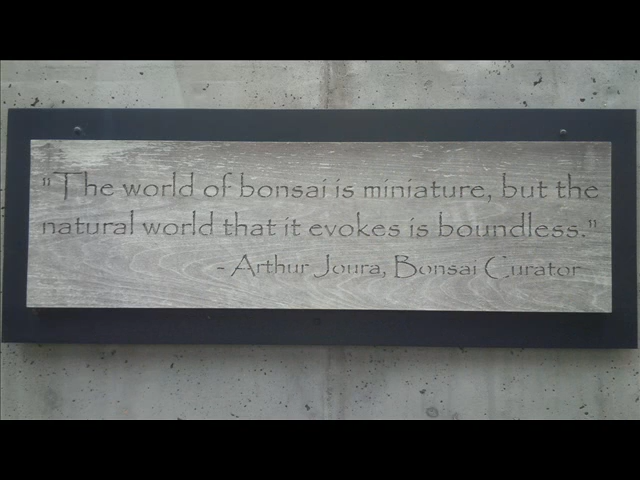 "The world of bonsai is miniature, but the
natural world that it evokes is boundless."
- Arthur Joura, Bonsai Curator